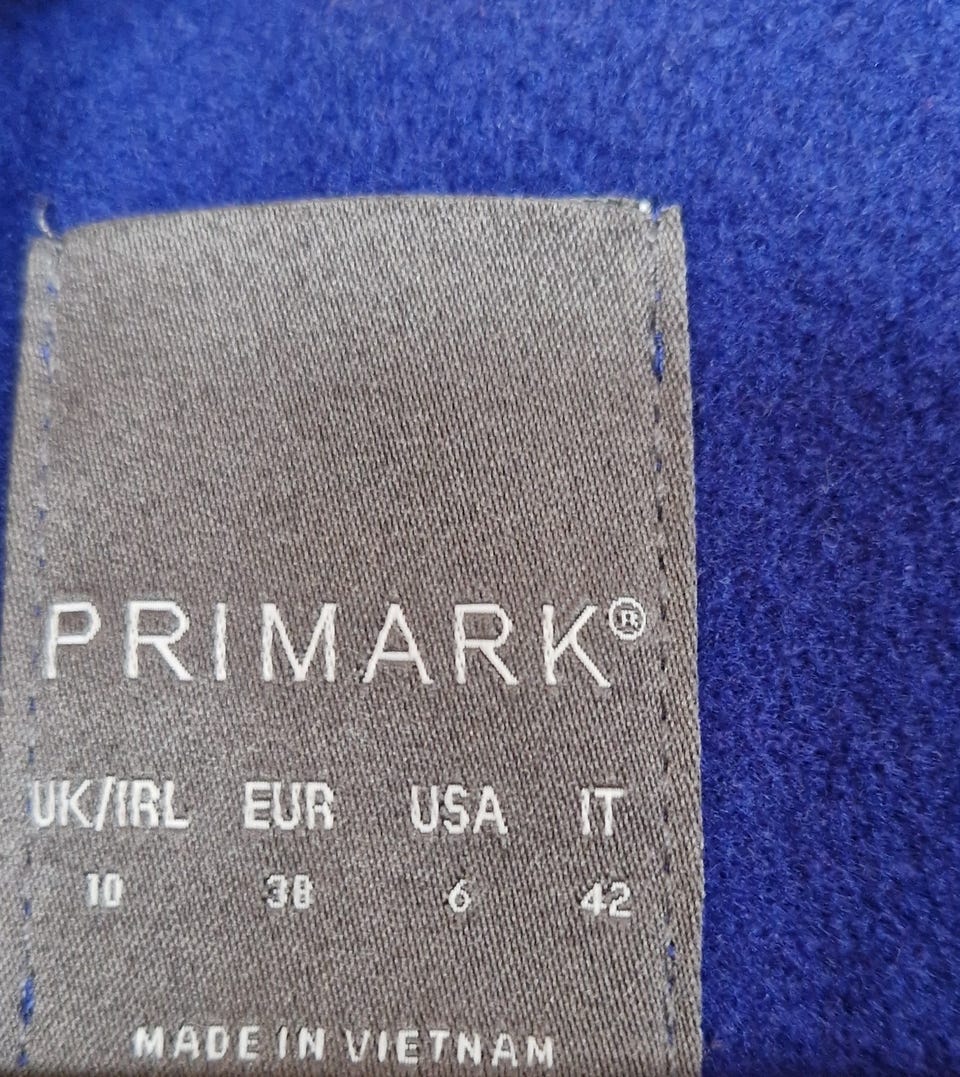 PRIMARK®
UK/IRL EUR USA IT
10 38 6 42
MADE IN VIETNAM